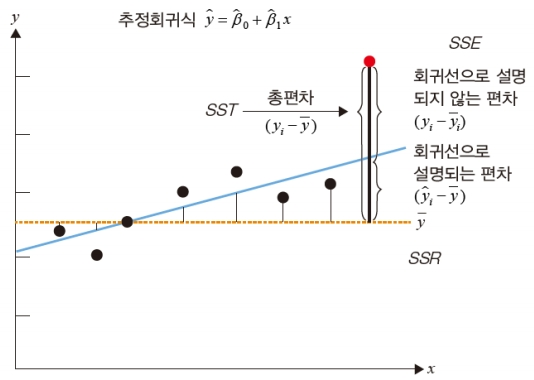 y
추정회귀식 ŷ = β̂₀ + β̂₁x
SSE
회귀선으로 설명
되지 않는 편차
(yᵢ − ȳᵢ)
SST
총편차
(yᵢ − ȳ)
회귀선으로
설명되는 편차
(ŷᵢ − ȳ)
ȳ
SSR
x